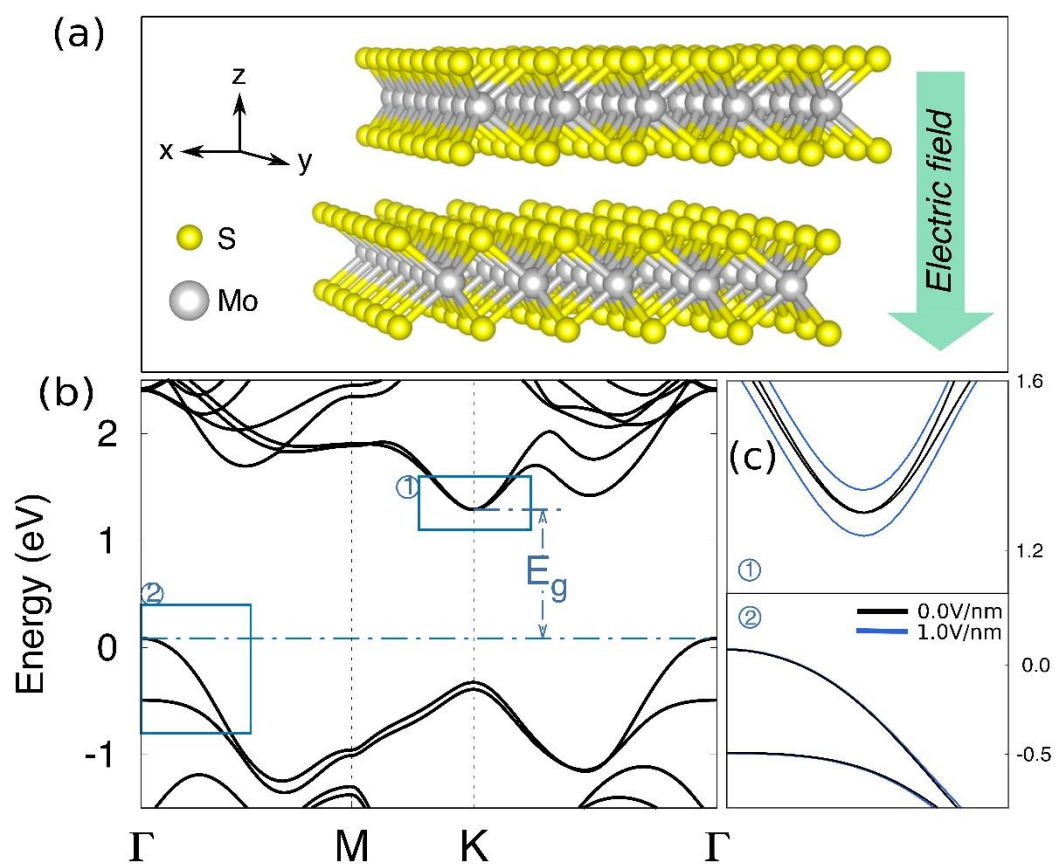 (a)
z
x
y
S
Mo
Electric field
(b)
2
1
0
-1
Energy (eV)
①
②
E_g
Γ
M
K
Γ
(c)
1.6
1.2
①
②
0.0V/nm
1.0V/nm
0.0
-0.5